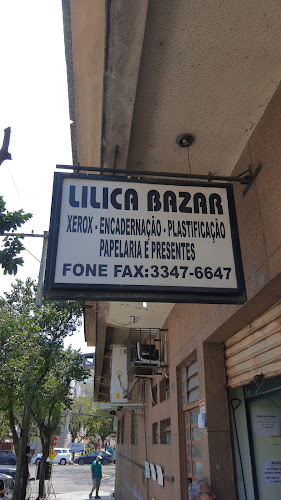 LILICA BAZAR
XEROX - ENCADERNAÇÃO - PLASTIFICAÇÃO
PAPELARIA E PRESENTES
FONE FAX:3347-6647